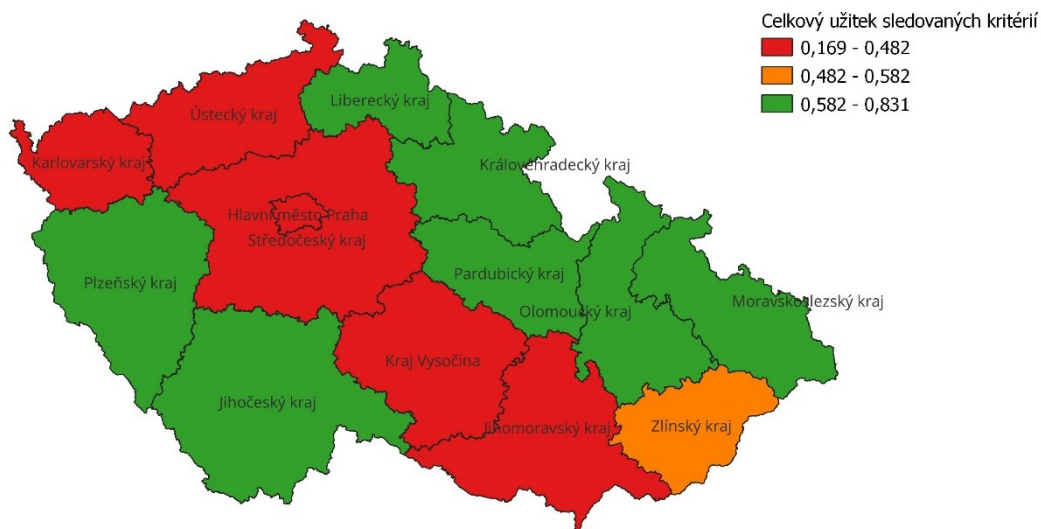 Celkový užitek sledovaných kritérií
0,169 - 0,482
0,482 - 0,582
0,582 - 0,831
Liberecký kraj
Ústecký kraj
Karlovarský kraj
Královéhradecký kraj
Hlavní město Praha
Středočeský kraj
Pardubický kraj
Plzeňský kraj
Moravskoslezský kraj
Olomoucký kraj
Kraj Vysočina
Jihočeský kraj
Jihomoravský kraj
Zlínský kraj